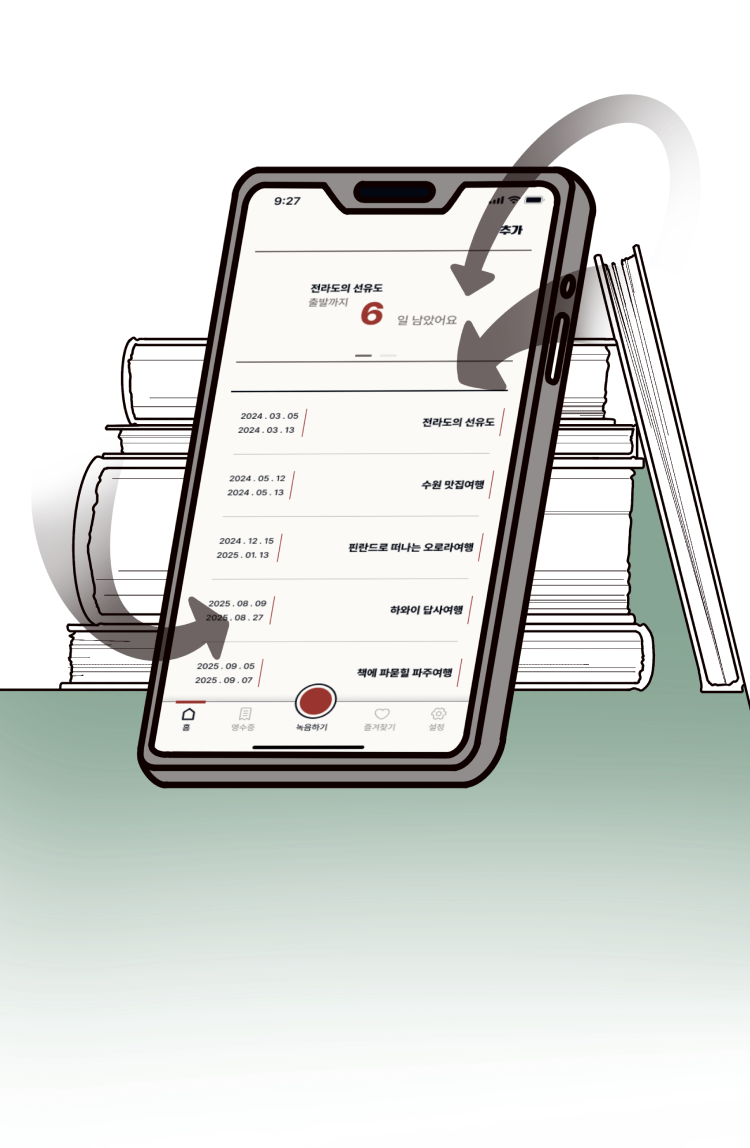 9:27
추가
전라도의 선유도
출발까지
6 일 남았어요
2024 . 03 . 05
2024 . 03 . 13
전라도의 선유도
2024 . 05 . 12
2024 . 05 . 13
수원 맛집여행
2024 . 12 . 15
2025 . 01. 13
핀란드로 떠나는 오로라여행
2025 . 08 . 09
2025 . 08 . 27
하와이 답사여행
2025 . 09 . 05
2025 . 09 . 07
책에 파묻힐 파주여행
홈
영수증
녹음하기
즐겨찾기
설정